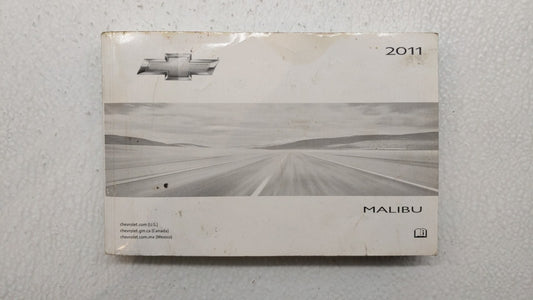 2011
MALIBU
chevrolet.com (U.S.)
chevrolet.gm.ca (Canada)
chevrolet.com.mx (Mexico)